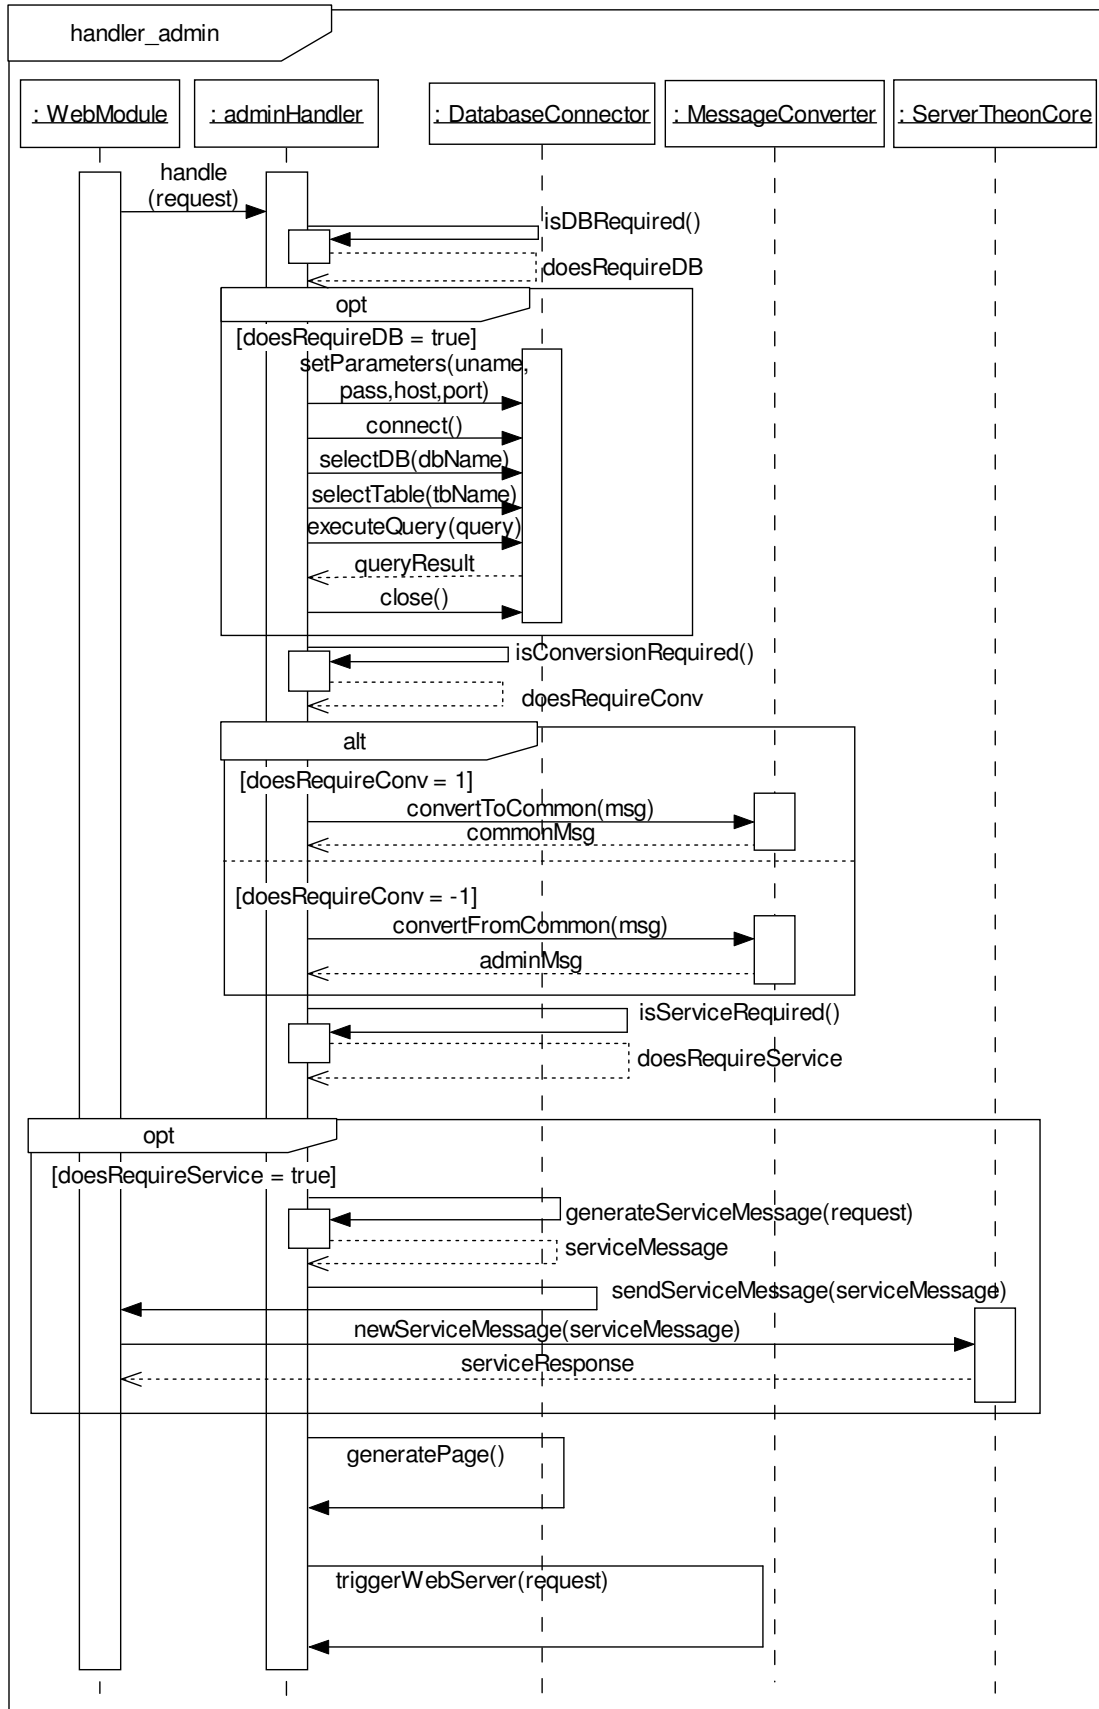 handler_admin
: WebModule
: adminHandler
: DatabaseConnector
: MessageConverter
: ServerTheonCore
handle
(request)
isDBRequired()
doesRequireDB
opt
[doesRequireDB = true]
setParameters(uname,
pass,host,port)
connect()
selectDB(dbName)
selectTable(tbName)
executeQuery(query)
queryResult
close()
isConversionRequired()
doesRequireConv
alt
[doesRequireConv = 1]
convertToCommon(msg)
commonMsg
[doesRequireConv = -1]
convertFromCommon(msg)
adminMsg
isServiceRequired()
doesRequireService
opt
[doesRequireService = true]
generateServiceMessage(request)
serviceMessage
sendServiceMessage(serviceMessage)
newServiceMessage(serviceMessage)
serviceResponse
generatePage()
triggerWebServer(request)